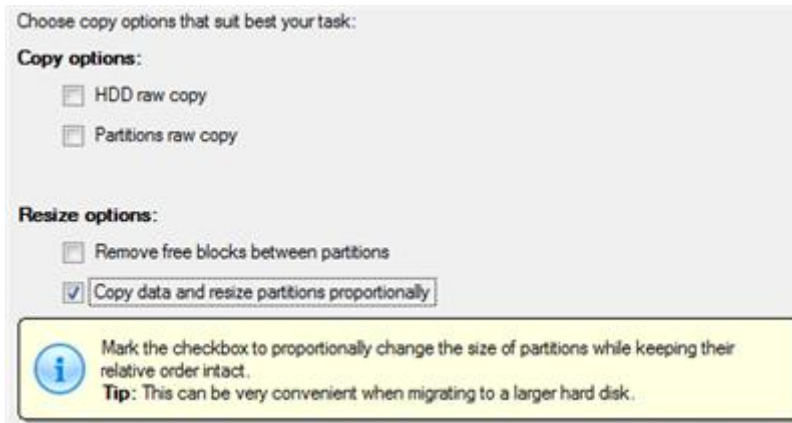 Choose copy options that suit best your task:
Copy options:
HDD raw copy
Partitions raw copy
Resize options:
Remove free blocks between partitions
Copy data and resize partitions proportionally
Mark the checkbox to proportionally change the size of partitions while keeping their
relative order intact.
Tip: This can be very convenient when migrating to a larger hard disk.